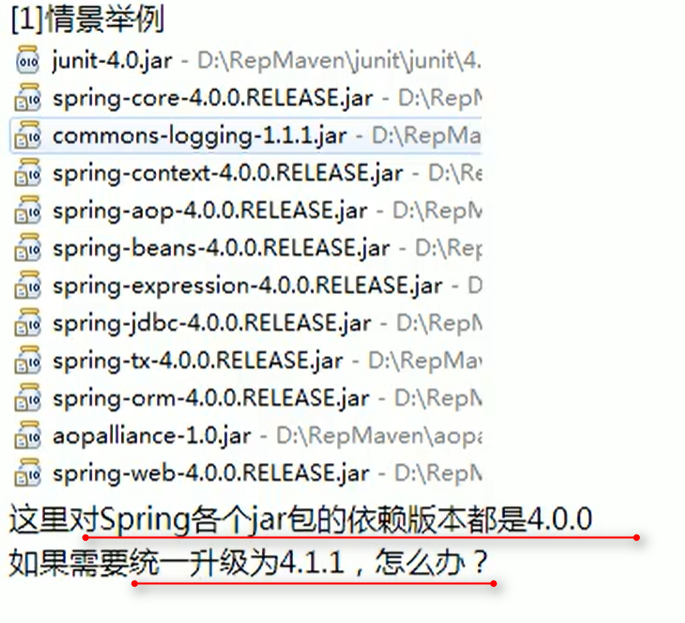 [1]情景举例
junit-4.0.jar - D:\RepMaven\junit\junit\4.
spring-core-4.0.0.RELEASE.jar - D:\RepM
commons-logging-1.1.1.jar - D:\RepMa
spring-context-4.0.0.RELEASE.jar - D:\Re
spring-aop-4.0.0.RELEASE.jar - D:\RepM
spring-beans-4.0.0.RELEASE.jar - D:\Rep
spring-expression-4.0.0.RELEASE.jar - D
spring-jdbc-4.0.0.RELEASE.jar - D:\RepM
spring-tx-4.0.0.RELEASE.jar - D:\RepMav
spring-orm-4.0.0.RELEASE.jar - D:\RepM
aopalliance-1.0.jar - D:\RepMaven\aopa
spring-web-4.0.0.RELEASE.jar - D:\RepM
这里对Spring各个jar包的依赖版本都是4.0.0
如果需要统一升级为4.1.1，怎么办？